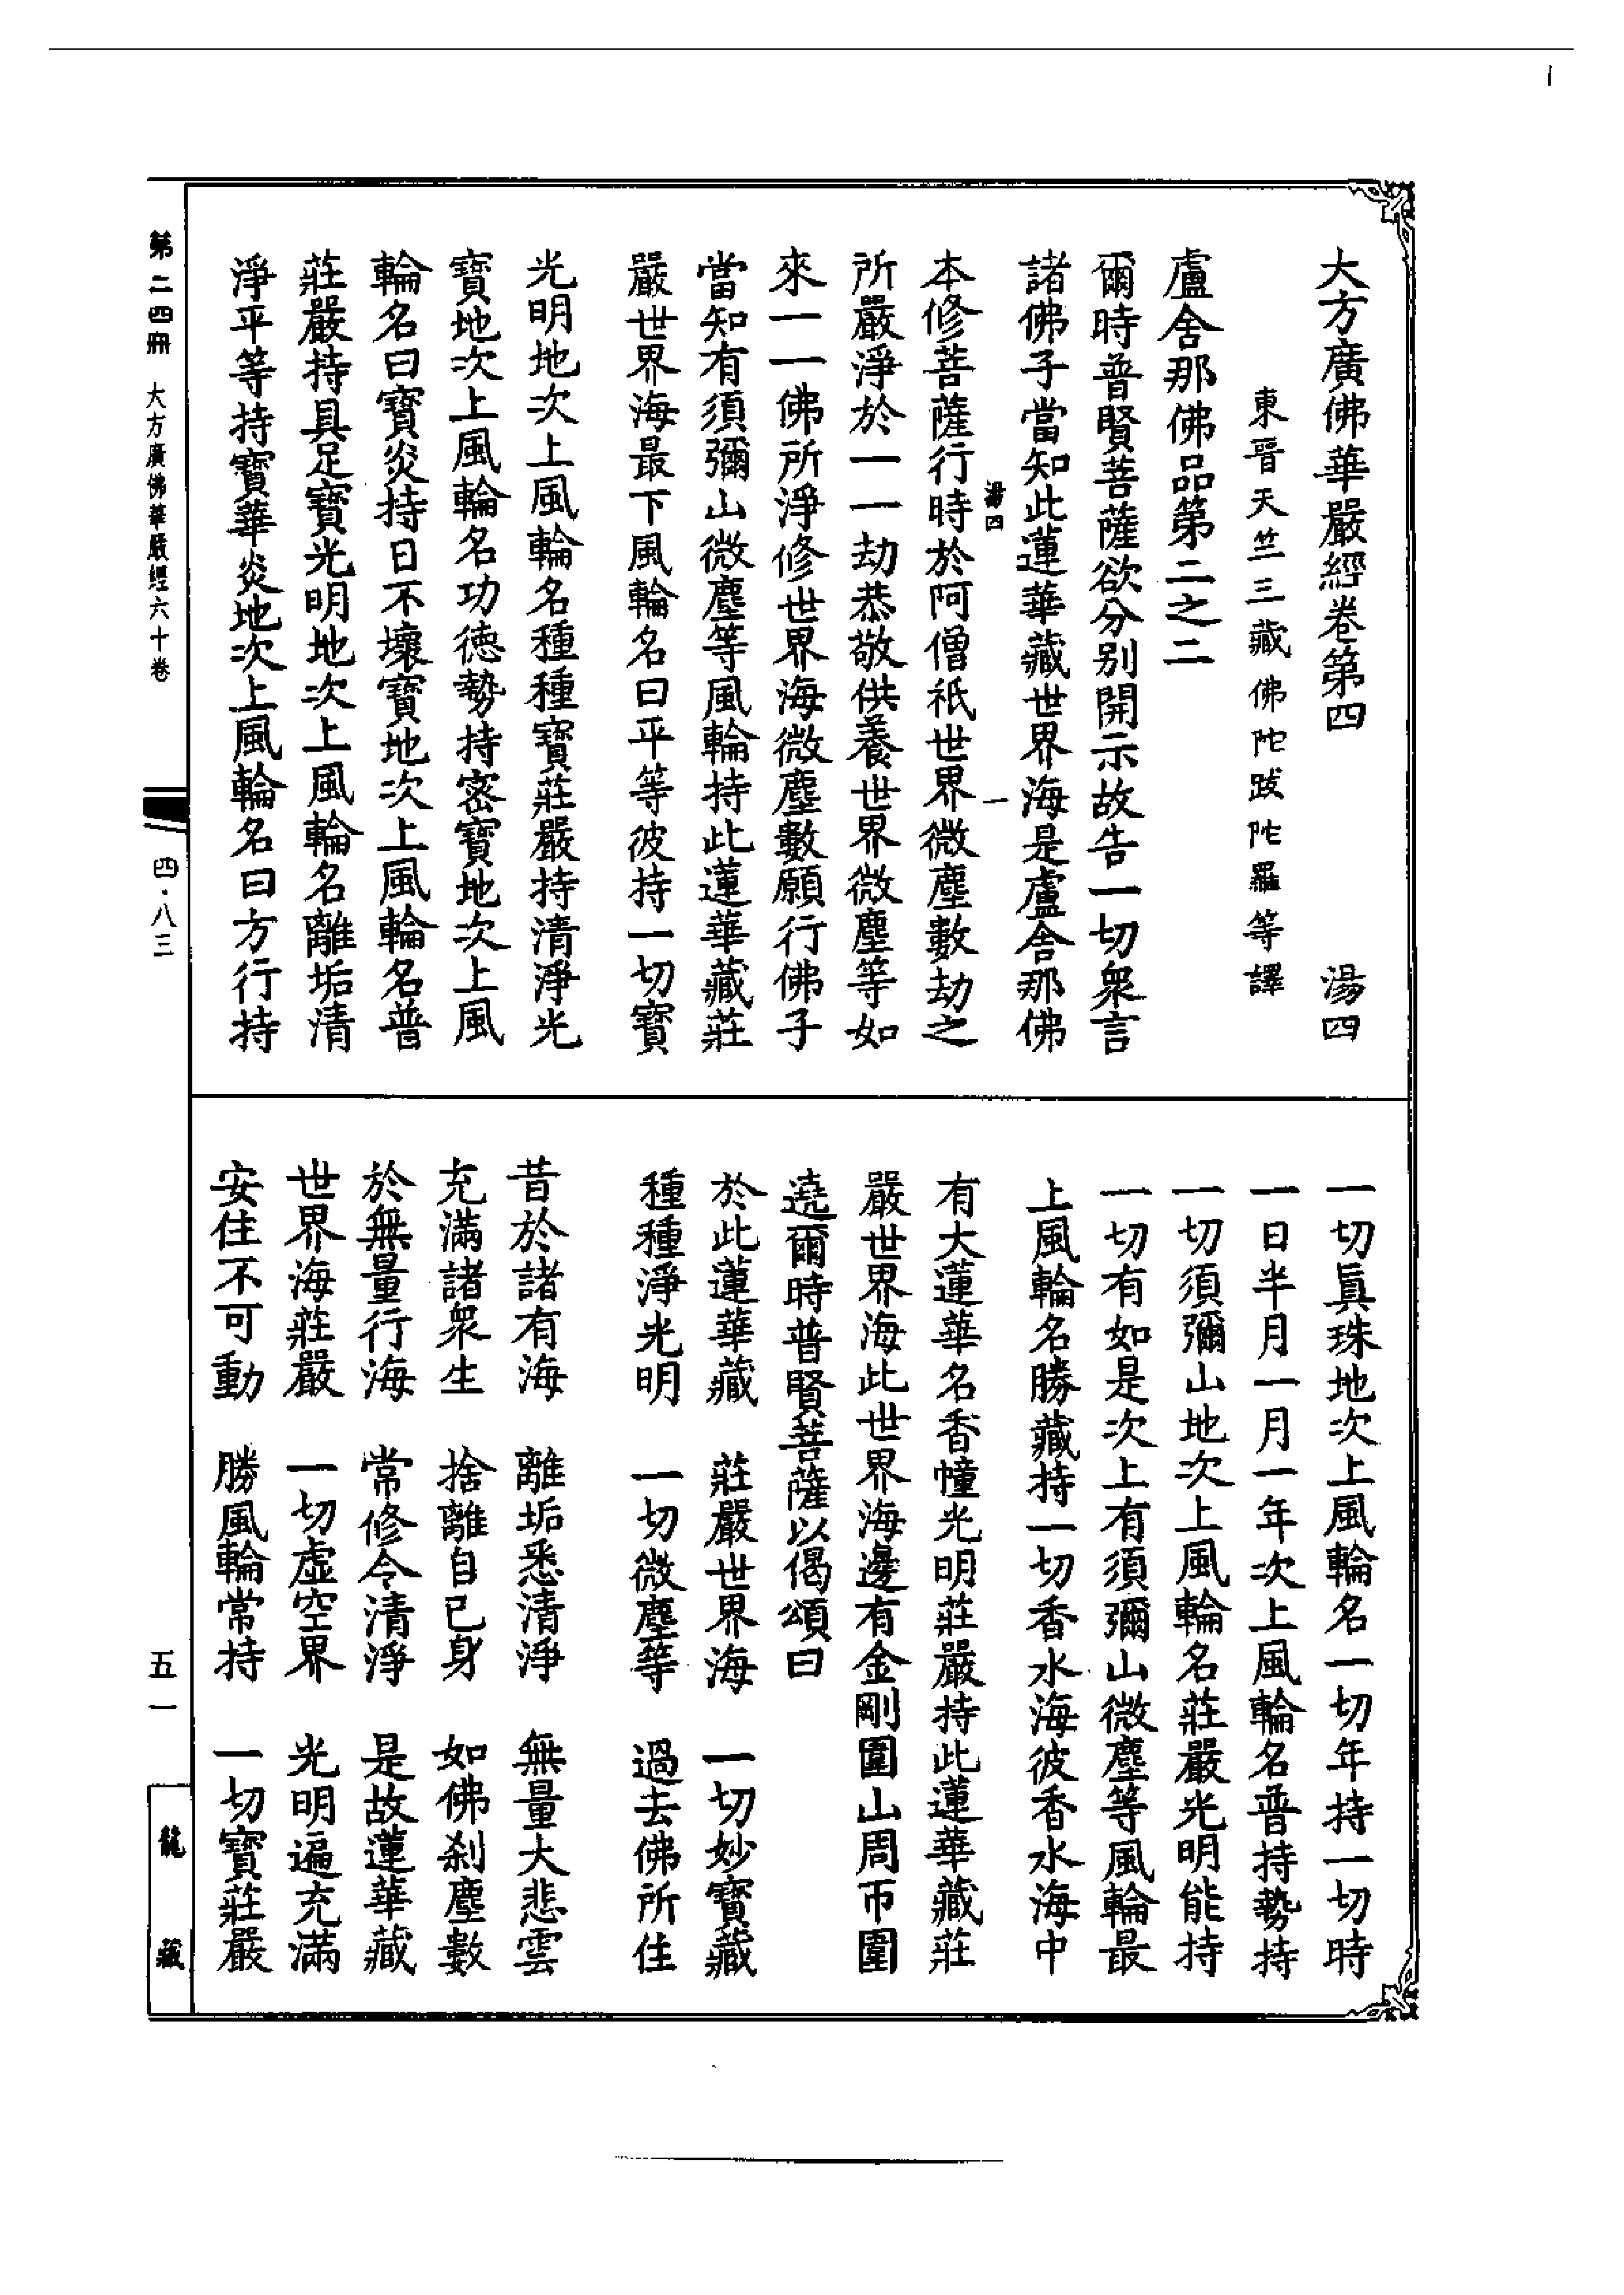 大方廣佛華嚴經卷第四 湯四
東晉天竺三藏佛陀跋陀羅等譯
盧舍那佛品第二之二
爾時普賢菩薩欲分別開示故告一切衆言
諸佛子當知此蓮華藏世界海是盧舍那佛
湯四 一
本修菩薩行時於阿僧祇世界微塵數劫之
所嚴淨於一一劫恭敬供養世界微塵等如
來一一佛所淨修世界海微塵數願行佛子
當知有須彌山微塵等風輪持此蓮華藏莊
嚴世界海最下風輪名曰平等彼持一切寶
光明地次上風輪名種種寶莊嚴持清淨光
寶地次上風輪名功德勢持密寶地次上風
輪名曰寶炎持日不壞寶地次上風輪名普
莊嚴持具足寶光明地次上風輪名離垢清
淨平等持寶華炎地次上風輪名曰方行持
一切眞珠地次上風輪名一切年持一切時
一日半月一月一年次上風輪名普持勢持
一切須彌山地次上風輪名莊嚴光明能持
一切有如是次上有須彌山微塵等風輪最
上風輪名勝藏持一切香水海彼香水海中
有大蓮華名香幢光明莊嚴持此蓮華藏莊
嚴世界海此世界海邊有金剛圍山周帀圍
遶爾時普賢菩薩以偈頌曰
於此蓮華藏 莊嚴世界海 一切妙寶藏
種種淨光明 一切微塵等 過去佛所住
昔於諸有海 離垢悉清淨 無量大悲雲
充滿諸衆生 捨離自己身 如佛刹塵數
於無量行海 常修令清淨 是故蓮華藏
世界海莊嚴 一切虛空界 光明遍充滿
安住不可動 勝風輪常持 一切寶莊嚴
第二四冊 大方廣佛華嚴經六十卷 四·八三 五一 龍藏